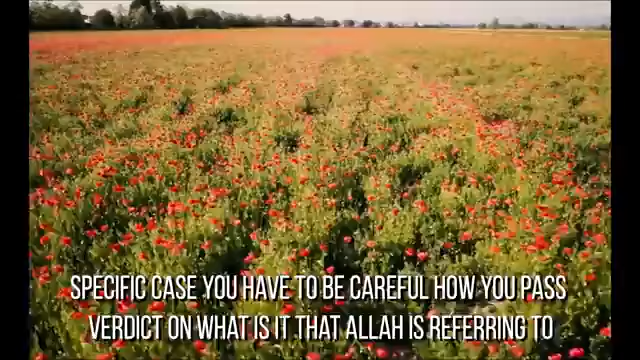 SPECIFIC CASE YOU HAVE TO BE CAREFUL HOW YOU PASS
VERDICT ON WHAT IS IT THAT ALLAH IS REFERRING TO